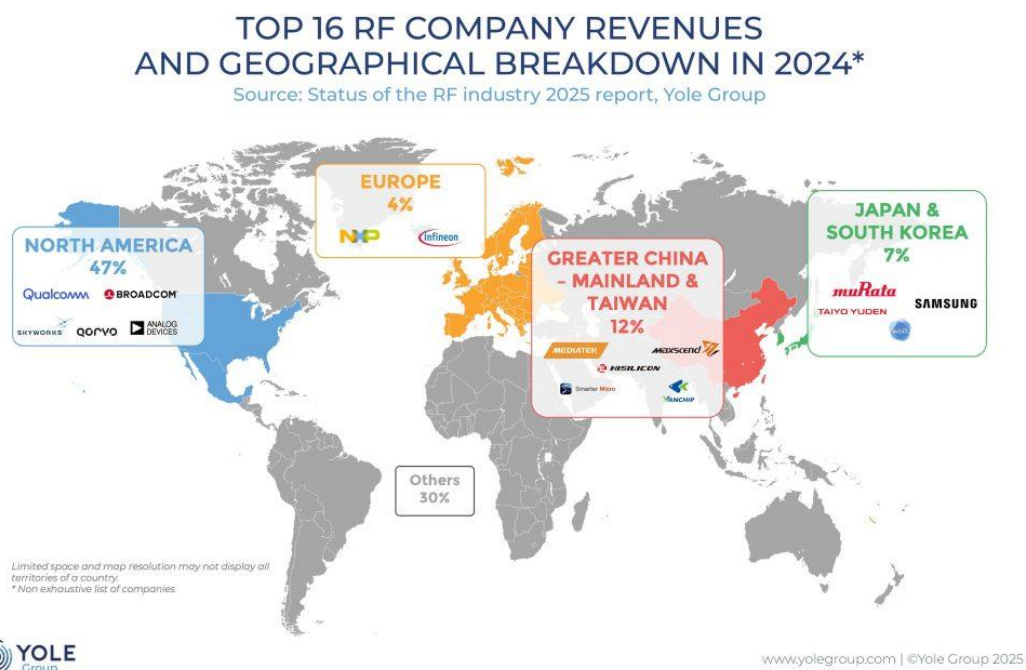 TOP 16 RF COMPANY REVENUES
AND GEOGRAPHICAL BREAKDOWN IN 2024*
Source: Status of the RF industry 2025 report, Yole Group
EUROPE
4%
NXP
infineon
NORTH AMERICA
47%
Qualcomm
BROADCOM
SKYWORKS
QORVO
ANALOG
DEVICES
GREATER CHINA
– MAINLAND &
TAIWAN
12%
MEDIATEK
MAXSCEND
HISILICON
Smarter Micro
VANCHIP
JAPAN &
SOUTH KOREA
7%
muRata
SAMSUNG
TAIYO YUDEN
Others
30%
Limited space and map resolution may not display all
territories of a country.
* Non exhaustive list of companies
YOLE
Group
www.yolegroup.com | ©Yole Group 2025